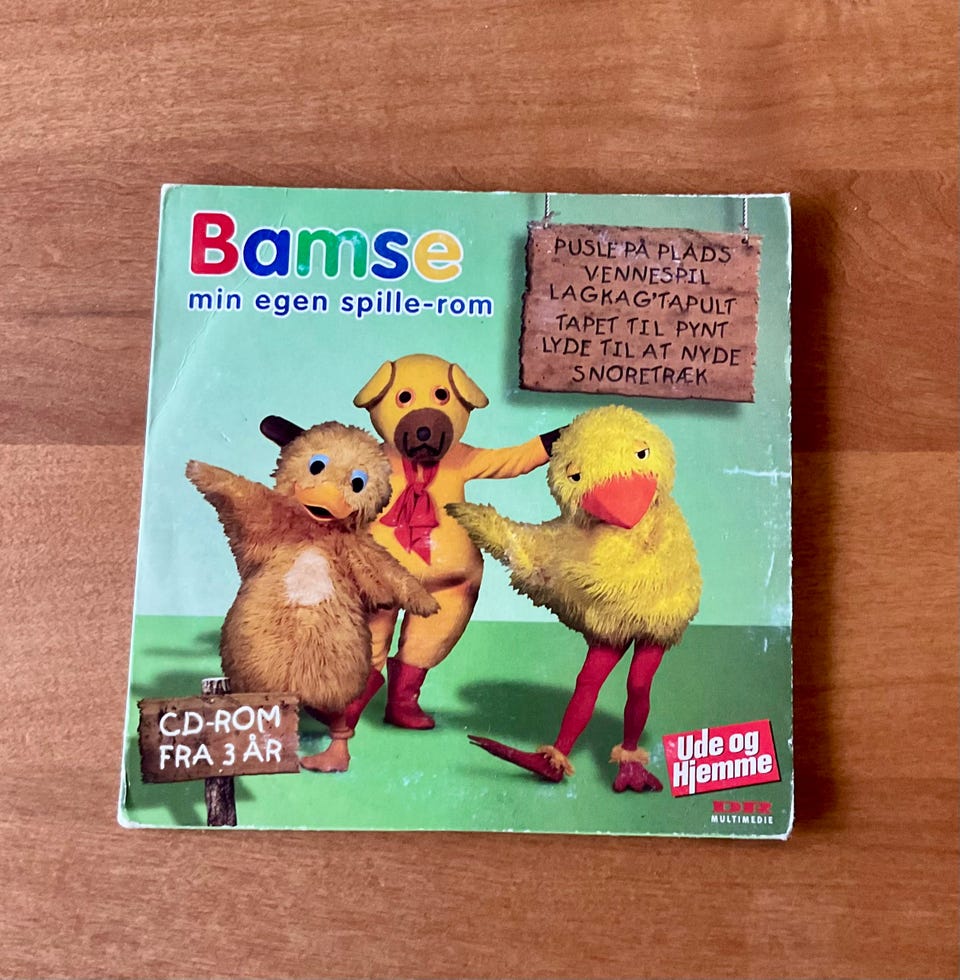 Bamse
min egen spille-rom
PUSLE PÅ PLADS
VENNESPIL
LAGKAG'TAPULT
TAPET TIL PYNT
LYDE TIL AT NYDE
SNORETRÆK
CD-ROM
FRA 3 ÅR
Ude og
Hjemme
DR
MULTIMEDIE